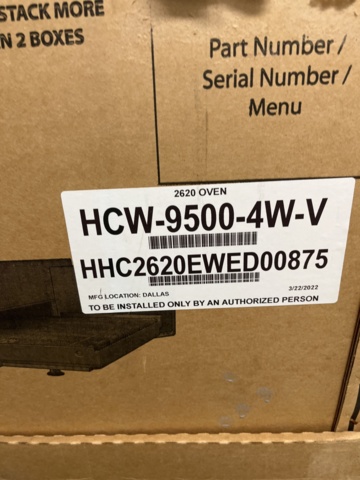 STACK MORE
N 2 BOXES
Part Number /
Serial Number /
Menu
2620 OVEN
HCW-9500-4W-V
HHC2620EWED00875
MFG LOCATION: DALLAS
3/22/2022
TO BE INSTALLED ONLY BY AN AUTHORIZED PERSON